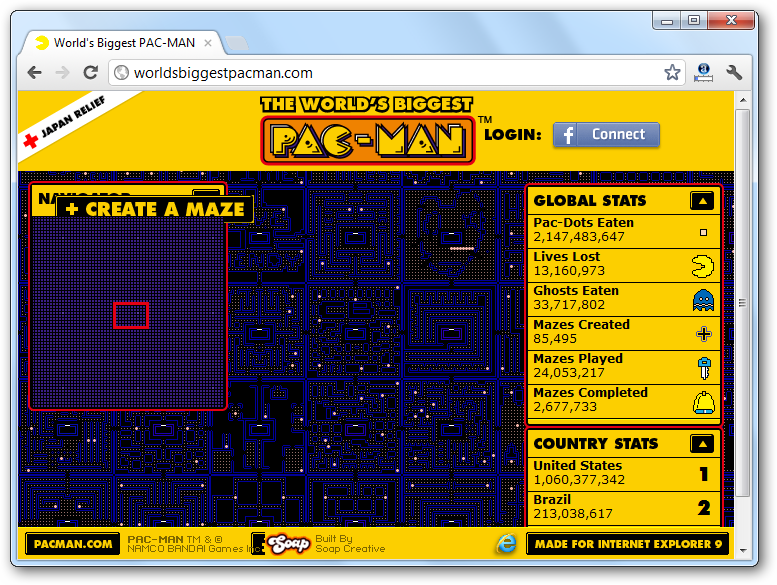 World's Biggest PAC-MAN
worldsbiggestpacman.com
JAPAN RELIEF
THE WORLD'S BIGGEST
PAC-MAN TM
LOGIN:
f Connect
+ CREATE A MAZE
GLOBAL STATS
Pac-Dots Eaten
2,147,483,647
Lives Lost
13,160,973
Ghosts Eaten
33,717,802
Mazes Created
85,495
Mazes Played
24,053,217
Mazes Completed
2,677,733
COUNTRY STATS
United States
1,060,377,342
1
Brazil
213,038,617
2
PACMAN.COM
PAC-MAN TM & ©
NAMCO BANDAI Games Inc
Soap
Built By
Soap Creative
MADE FOR INTERNET EXPLORER 9